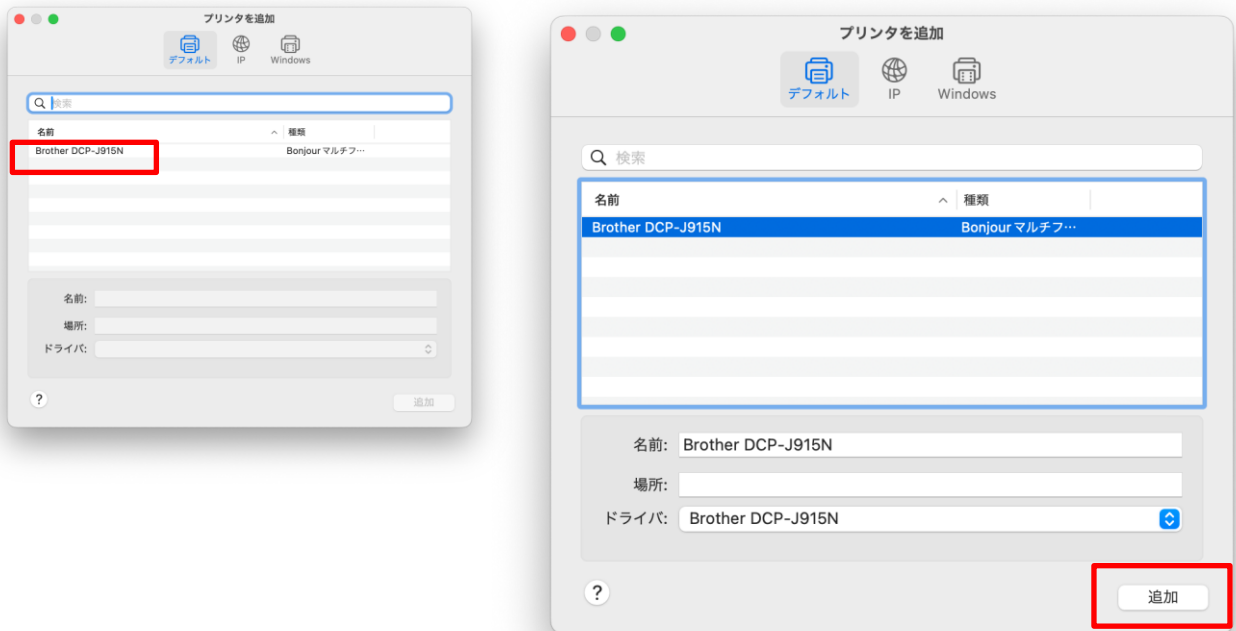 プリンタを追加
デフォルト IP Windows
検索
名前 種類
Brother DCP-J915N Bonjour マルチフ…
名前:
場所:
ドライバ:
?
追加
プリンタを追加
デフォルト IP Windows
検索
名前 種類
Brother DCP-J915N Bonjour マルチフ…
名前: Brother DCP-J915N
場所:
ドライバ: Brother DCP-J915N
?
追加